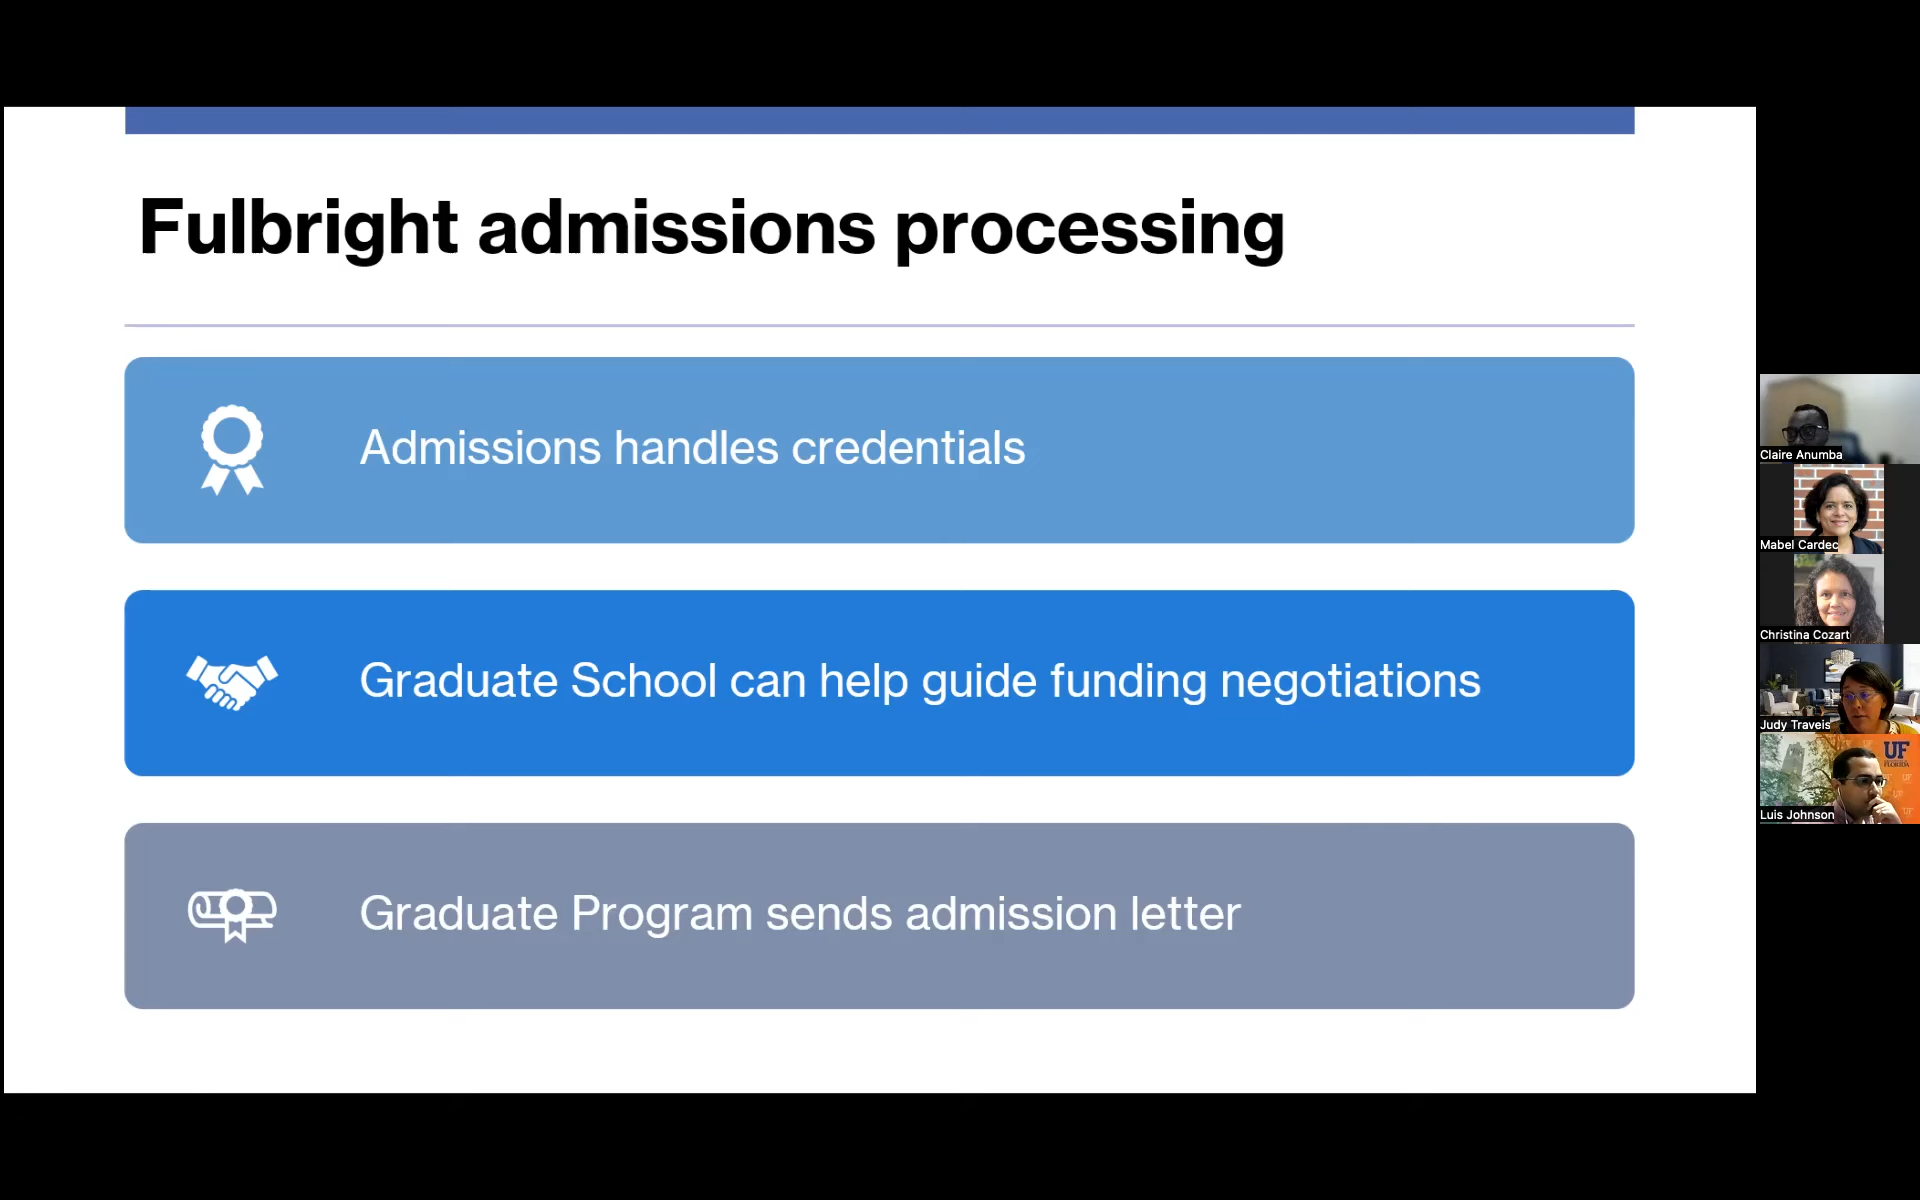 Fulbright admissions processing
Admissions handles credentials
Graduate School can help guide funding negotiations
Graduate Program sends admission letter
Claire Anumba
Mabel Cardec
Christina Cozart
Judy Traveis
UF
FLORIDA
Luis Johnson